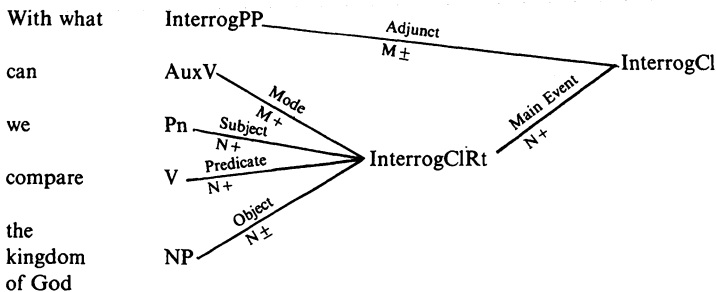 With what InterrogPP Adjunct
M± InterrogCl
can AuxV Mode
M+ Main Event
N+
we Pn Subject
N+ InterrogClRt
compare V Predicate
N+
Object
N±
the
kingdom NP
of God